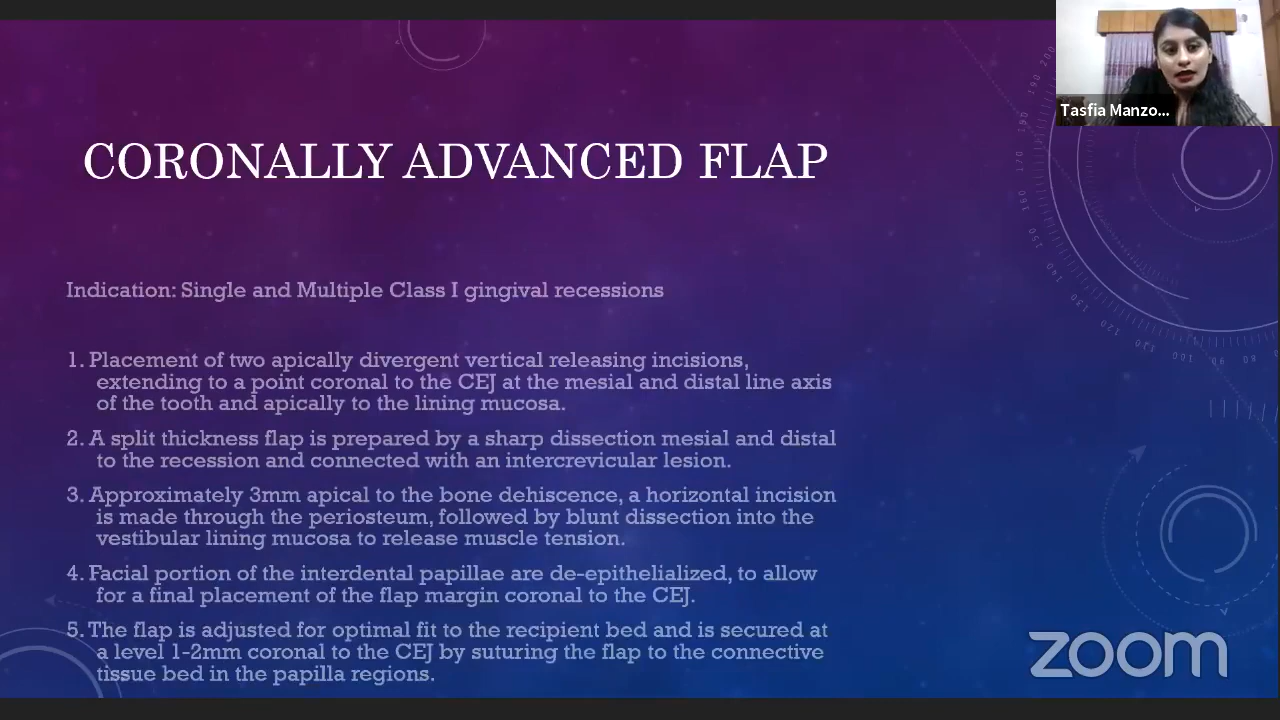 Tasfia Manzo...
CORONALLY ADVANCED FLAP
Indication: Single and Multiple Class I gingival recessions
1. Placement of two apically divergent vertical releasing incisions,
extending to a point coronal to the CEJ at the mesial and distal line axis
of the tooth and apically to the lining mucosa.
2. A split thickness flap is prepared by a sharp dissection mesial and distal
to the recession and connected with an intercrevicular lesion.
3. Approximately 3mm apical to the bone dehiscence, a horizontal incision
is made through the periosteum, followed by blunt dissection into the
vestibular lining mucosa to release muscle tension.
4. Facial portion of the interdental papillae are de-epithelialized, to allow
for a final placement of the flap margin coronal to the CEJ.
5. The flap is adjusted for optimal fit to the recipient bed and is secured at
a level 1-2mm coronal to the CEJ by suturing the flap to the connective
tissue bed in the papilla regions.
zoom